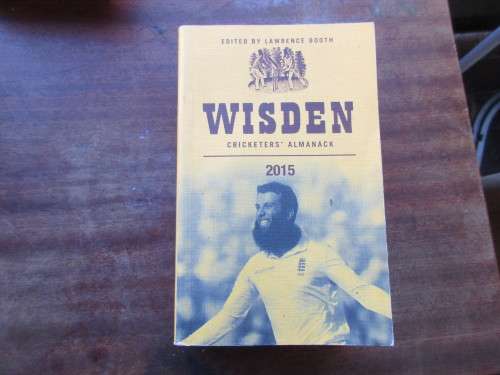 EDITED BY LAWRENCE BOOTH
WISDEN
CRICKETERS' ALMANACK
2015